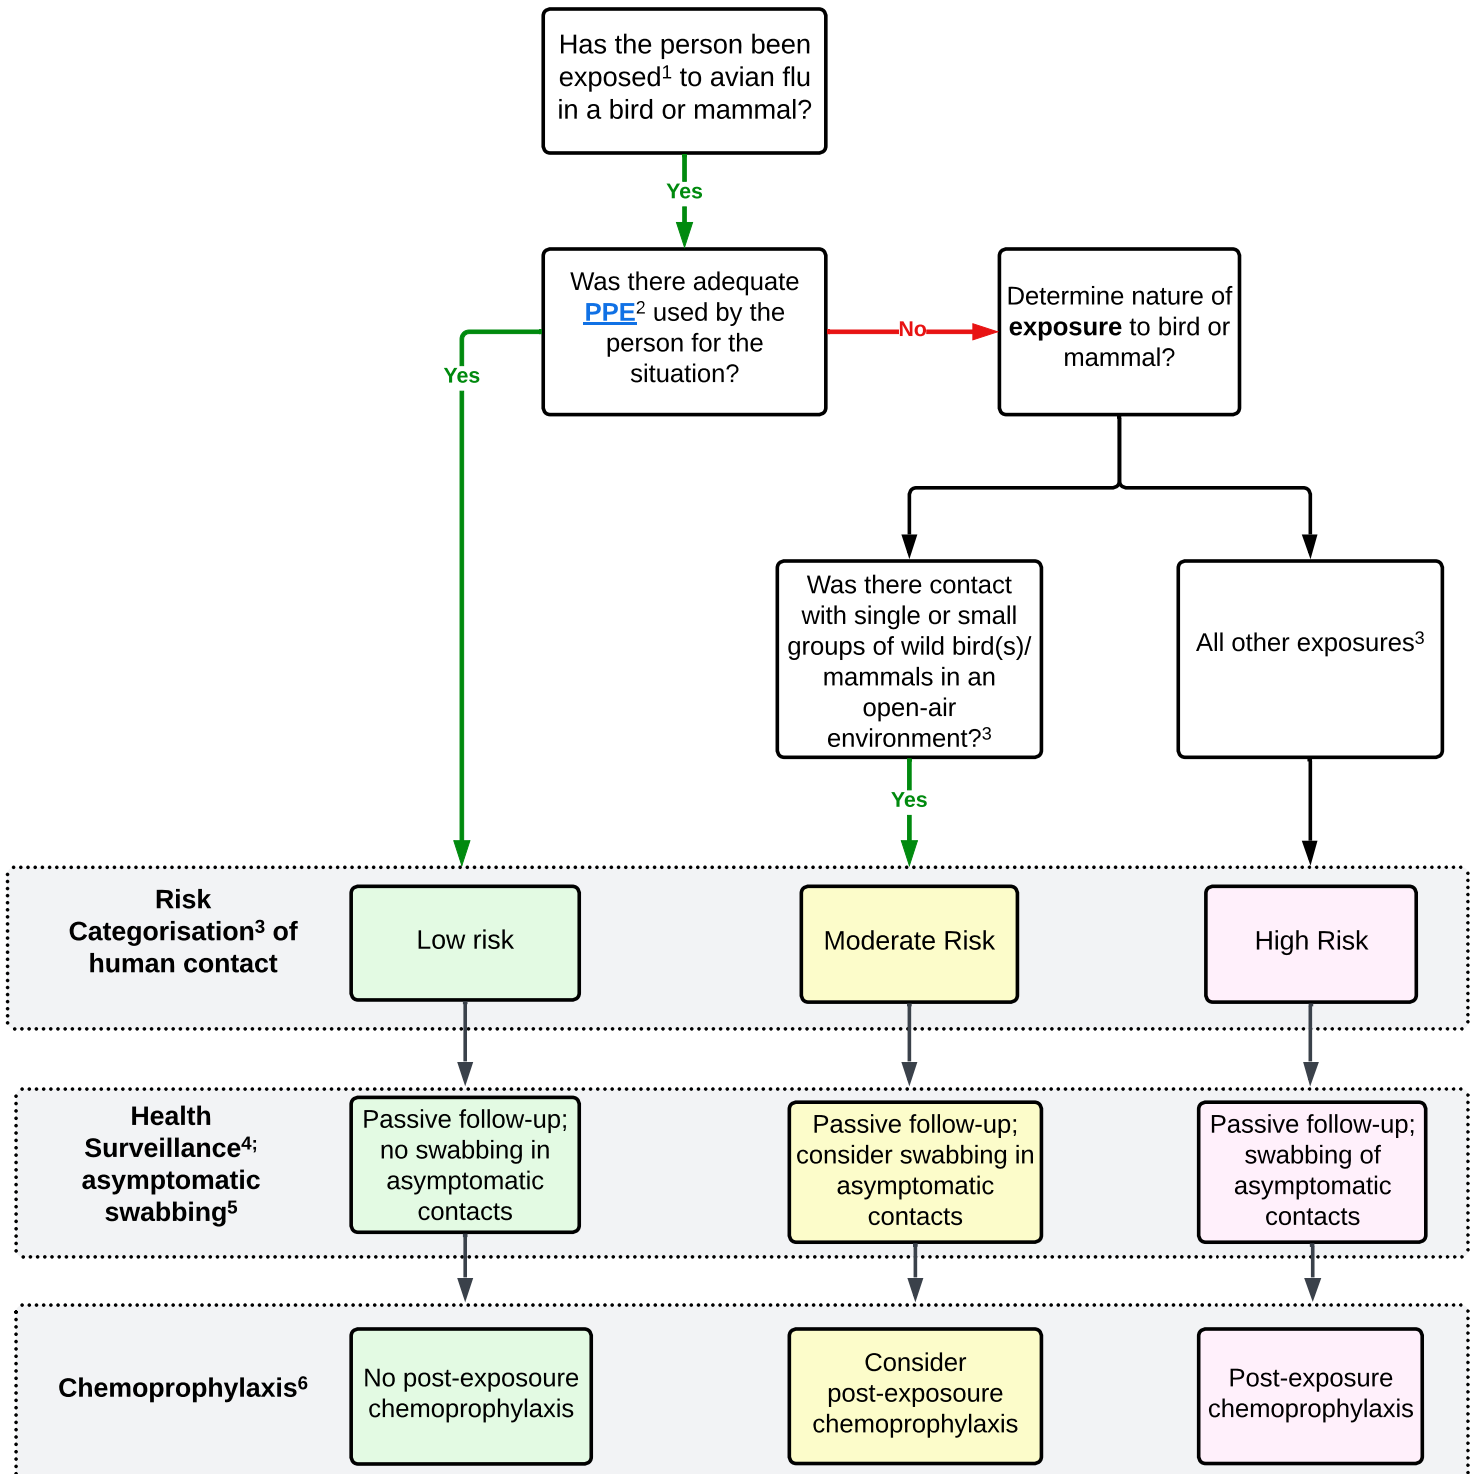 Has the person been
exposed¹ to avian flu
in a bird or mammal?
Yes
Was there adequate
PPE² used by the
person for the
situation?
No
Determine nature of
exposure to bird or
mammal?
Yes
Was there contact
with single or small
groups of wild bird(s)/
mammals in an
open-air
environment?³
All other exposures³
Yes
Risk
Categorisation³ of
human contact
Low risk
Moderate Risk
High Risk
Health
Surveillance⁴;
asymptomatic
swabbing⁵
Passive follow-up;
no swabbing in
asymptomatic
contacts
Passive follow-up;
consider swabbing in
asymptomatic
contacts
Passive follow-up;
swabbing of
asymptomatic
contacts
Chemoprophylaxis⁶
No post-exposoure
chemoprophylaxis
Consider
post-exposoure
chemoprophylaxis
Post-exposure
chemoprophylaxis